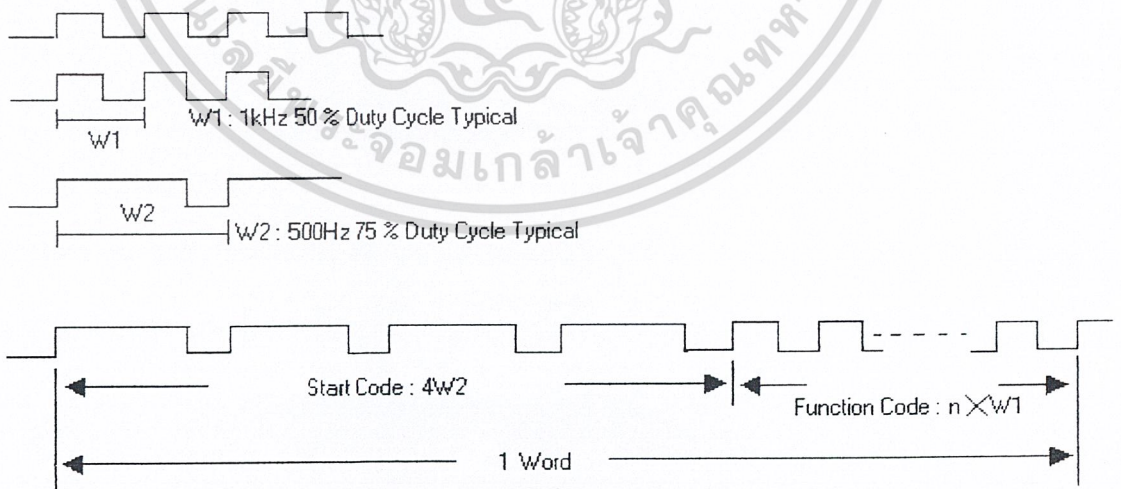 W1 : 1kHz 50 % Duty Cycle Typical
W1
W2
W2 : 500Hz 75 % Duty Cycle Typical
Start Code : 4W2
Function Code : n X W1
1 Word